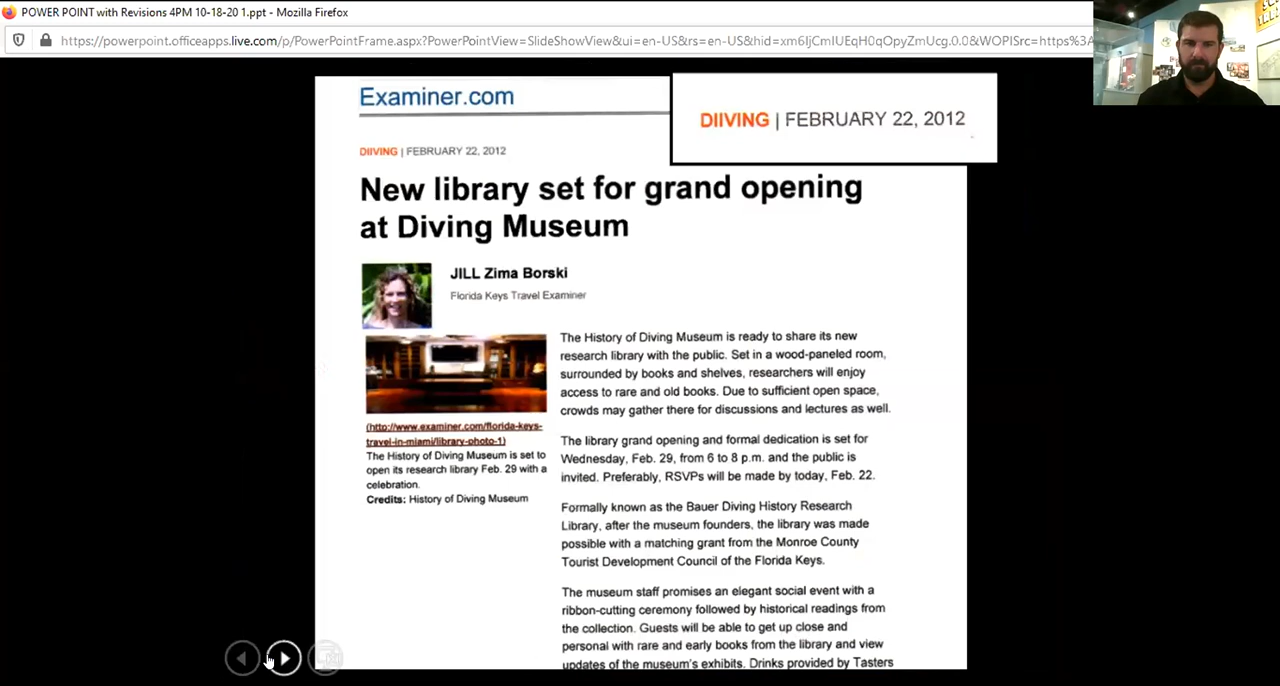 POWER POINT with Revisions 4PM 10-18-20 1.ppt - Mozilla Firefox
https://powerpoint.officeapps.live.com/p/PowerPointFrame.aspx?PowerPointView=SlideShowView&ui=en-US&rs=en-US&hid=xm6IjCmIUEqH0qOpyZmUcg.0.0&WOPISrc=https%3A
Examiner.com
DIIVING | FEBRUARY 22, 2012
DIIVING | FEBRUARY 22, 2012
New library set for grand opening
at Diving Museum
JILL Zima Borski
Florida Keys Travel Examiner
(http://www.examiner.com/florida-keys-
travel-in-miami/library-photo-1)
The History of Diving Museum is set to
open its research library Feb. 29 with a
celebration.
Credits: History of Diving Museum
The History of Diving Museum is ready to share its new
research library with the public. Set in a wood-paneled room,
surrounded by books and shelves, researchers will enjoy
access to rare and old books. Due to sufficient open space,
crowds may gather there for discussions and lectures as well.
The library grand opening and formal dedication is set for
Wednesday, Feb. 29, from 6 to 8 p.m. and the public is
invited. Preferably, RSVPs will be made by today, Feb. 22.
Formally known as the Bauer Diving History Research
Library, after the museum founders, the library was made
possible with a matching grant from the Monroe County
Tourist Development Council of the Florida Keys.
The museum staff promises an elegant social event with a
ribbon-cutting ceremony followed by historical readings from
the collection. Guests will be able to get up close and
personal with rare and early books from the library and view
updates of the museum's exhibits. Drinks provided by Tasters